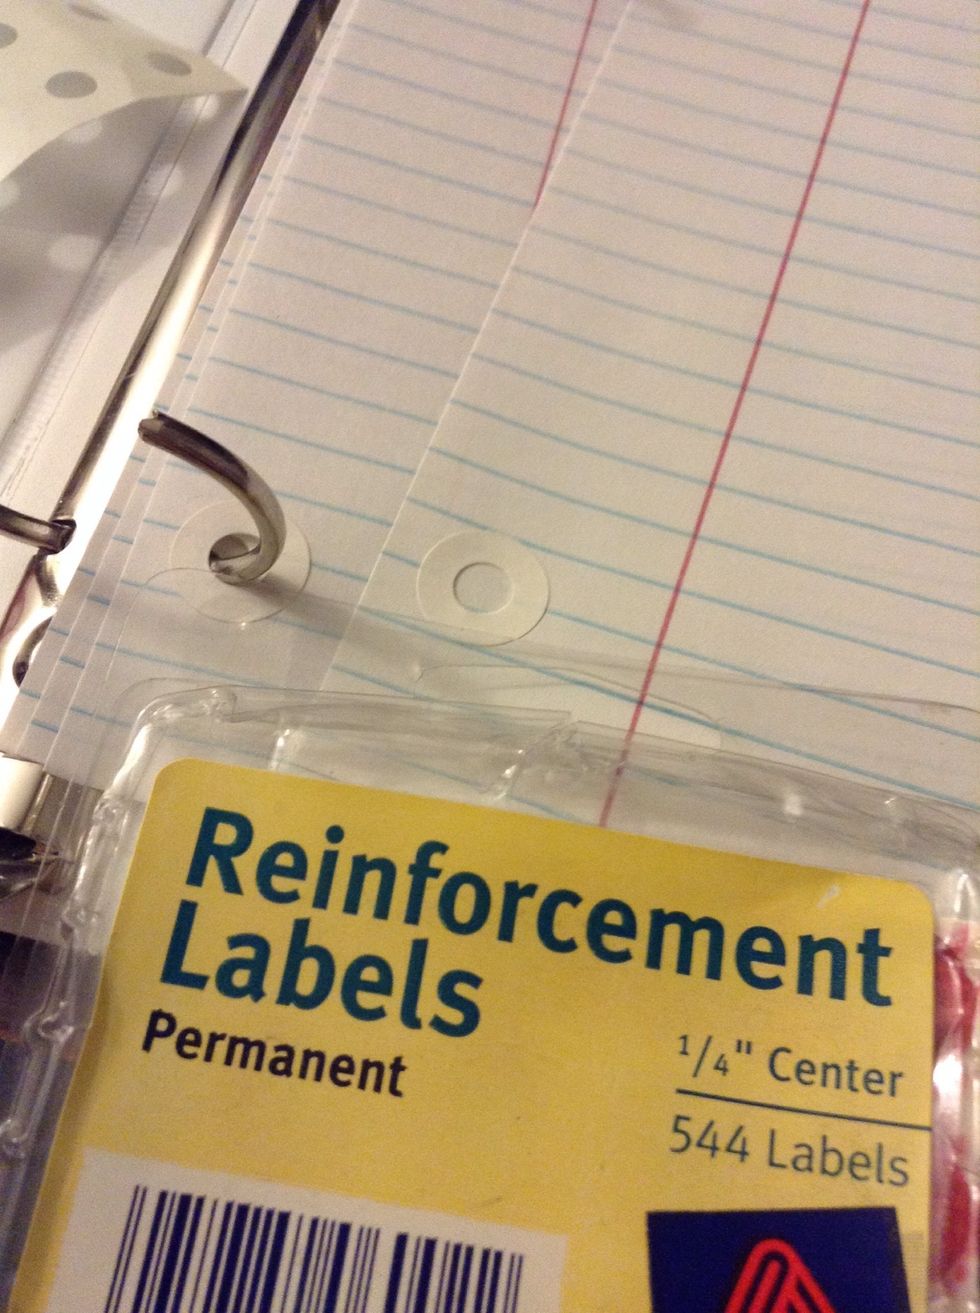 Reinforcement
Labels
Permanent
1/4" Center
544 Labels